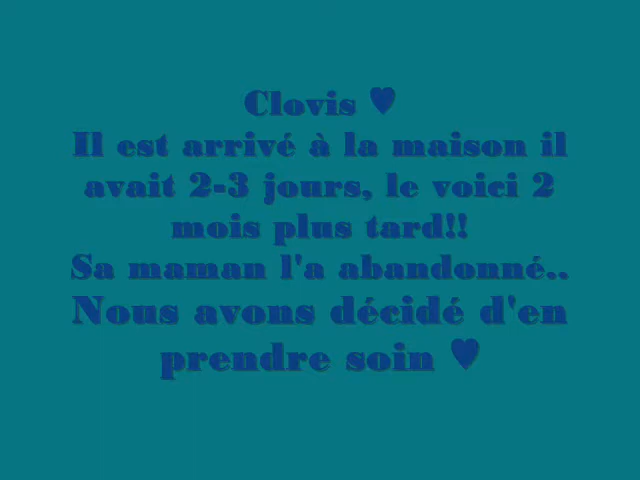 Clovis ♥
Il est arrivé à la maison il
avait 2-3 jours, le voici 2
mois plus tard!!
Sa maman l'a abandonné..
Nous avons décidé d'en
prendre soin ♥